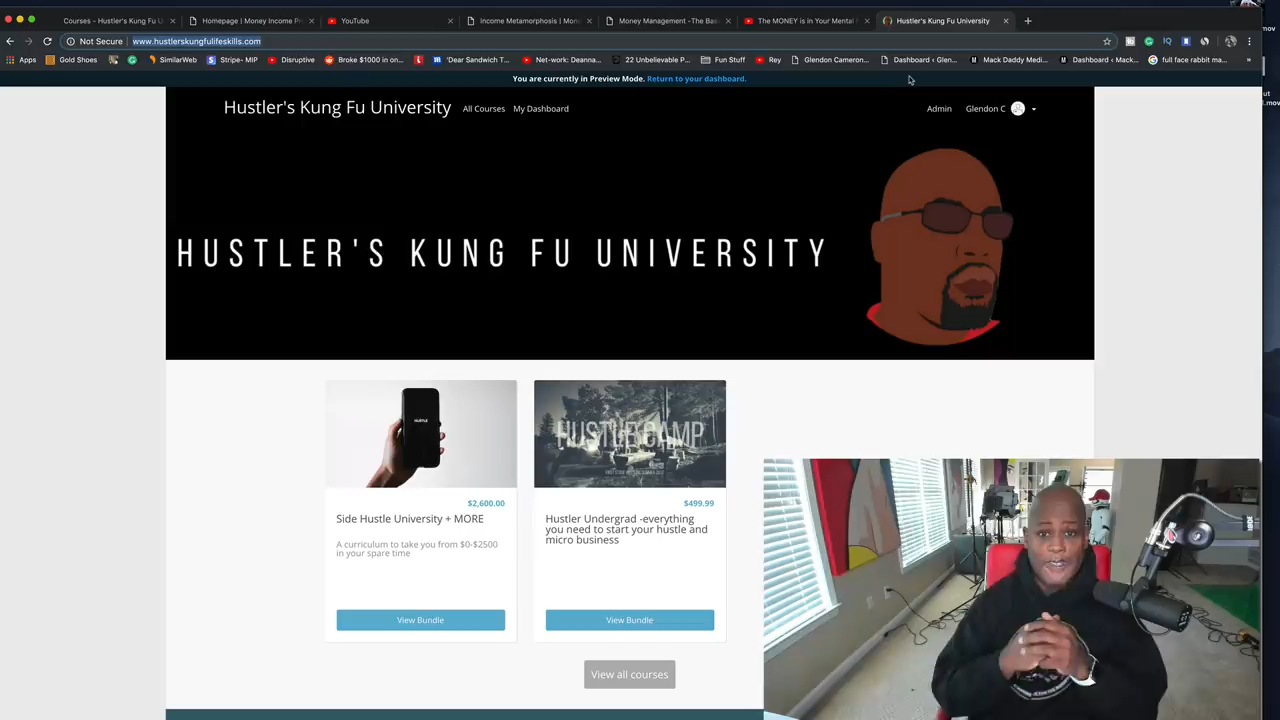 Courses - Hustler's Kung Fu U
Homepage | Money Income Pr
YouTube
Income Metamorphosis | Mon
Money Management -The Bas
The MONEY is in Your Mental
Hustler's Kung Fu University
Not Secure
www.hustlerskungfulifeskills.com
Apps
Gold Shoes
SimilarWeb
Stripe- MIP
Disruptive
Broke $1000 in on...
'Dear Sandwich T...
Net-work: Deanna...
22 Unbelievable P...
Fun Stuff
Rey
Glendon Cameron...
Dashboard ‹ Glen...
Mack Daddy Medi...
Dashboard ‹ Mack...
full face rabbit ma...
You are currently in Preview Mode. Return to your dashboard.
Hustler's Kung Fu University
All Courses
My Dashboard
Admin
Glendon C
HUSTLER'S KUNG FU UNIVERSITY
HUSTLE
HUSTLE CAMP
$2,600.00
Side Hustle University + MORE
A curriculum to take you from $0-$2500
in your spare time
View Bundle
$499.99
Hustler Undergrad -everything
you need to start your hustle and
micro business
View Bundle
View all courses